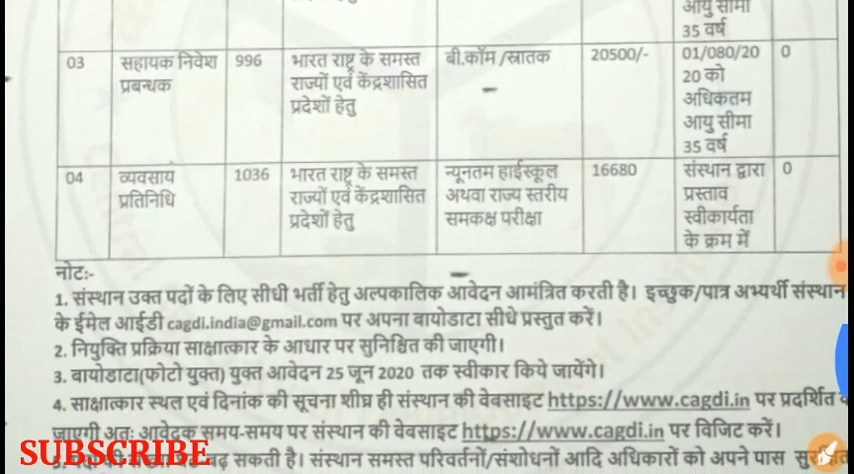 आयु सीमा
35 वर्ष
03 सहायक निवेश प्रबन्धक 996 भारत राष्ट्र के समस्त राज्यों एवं केंद्रशासित प्रदेशों हेतु बी.कॉम /स्नातक 20500/- 01/080/20 20 को अधिकतम आयु सीमा 35 वर्ष 0
04 व्यवसाय प्रतिनिधि 1036 भारत राष्ट्र के समस्त राज्यों एवं केंद्रशासित प्रदेशों हेतु न्यूनतम हाईस्कूल अथवा राज्य स्तरीय समकक्ष परीक्षा 16680 संस्थान द्वारा प्रस्ताव स्वीकार्यता के क्रम में 0
नोटः-
1. संस्थान उक्त पदों के लिए सीधी भर्ती हेतु अल्पकालिक आवेदन आमंत्रित करती है। इच्छुक/पात्र अभ्यर्थी संस्थान
के ईमेल आईडी cagdi.india@gmail.com पर अपना बायोडाटा सीधे प्रस्तुत करें।
2. नियुक्ति प्रक्रिया साक्षात्कार के आधार पर सुनिश्चित की जाएगी।
3. बायोडाटा(फोटो युक्त) युक्त आवेदन 25 जून 2020 तक स्वीकार किये जायेंगे।
4. साक्षात्कार स्थल एवं दिनांक की सूचना शीघ्र ही संस्थान की वेबसाइट https://www.cagdi.in पर प्रदर्शित
जाएगी अतः आवेदक समय-समय पर संस्थान की वेबसाइट https://www.cagdi.in पर विजिट करें।
सकती है। संस्थान समस्त परिवर्तनों/संशोधनों आदि अधिकारों को अपने पास
SUBSCRIBE